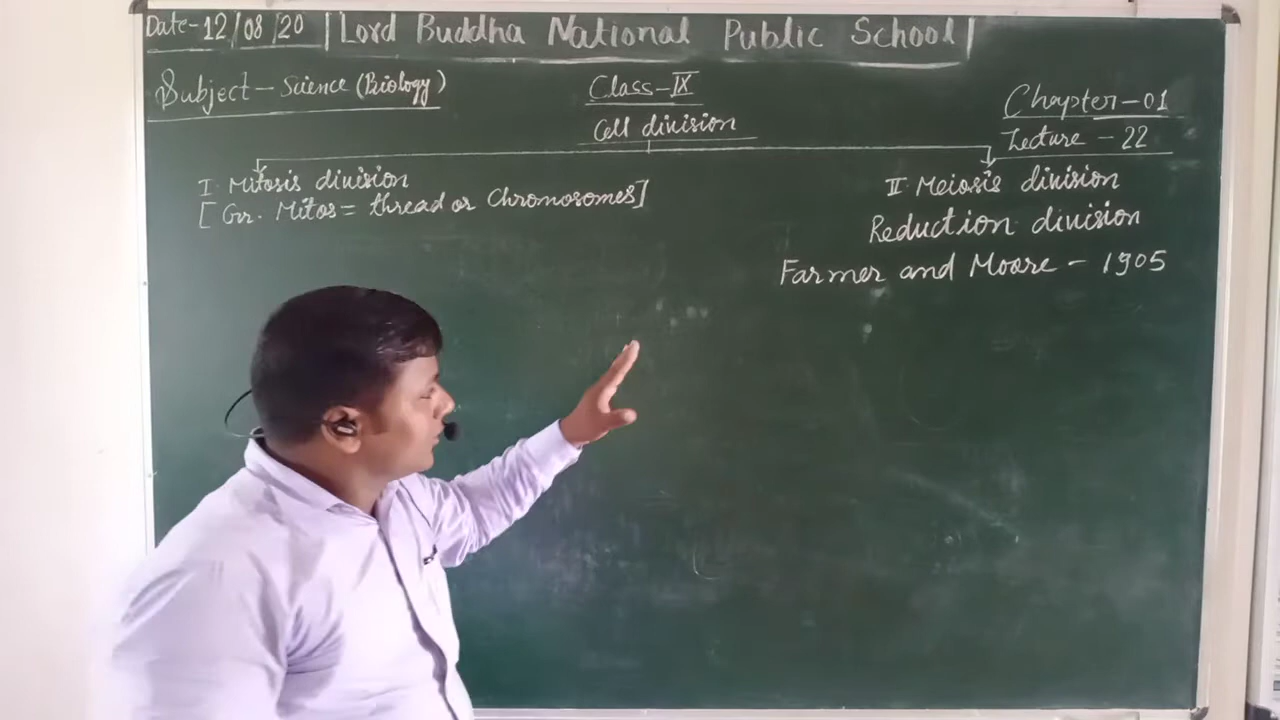 Date-12/08/20 | Lord Buddha National Public School |
Subject - Science (Biology)
Class-IX
Chapter-01
Cell division
Lecture - 22
I Mitosis division
[Gr. Mitos = thread or Chromosomes]
II Meiosis division
Reduction division
Farmer and Moore - 1905